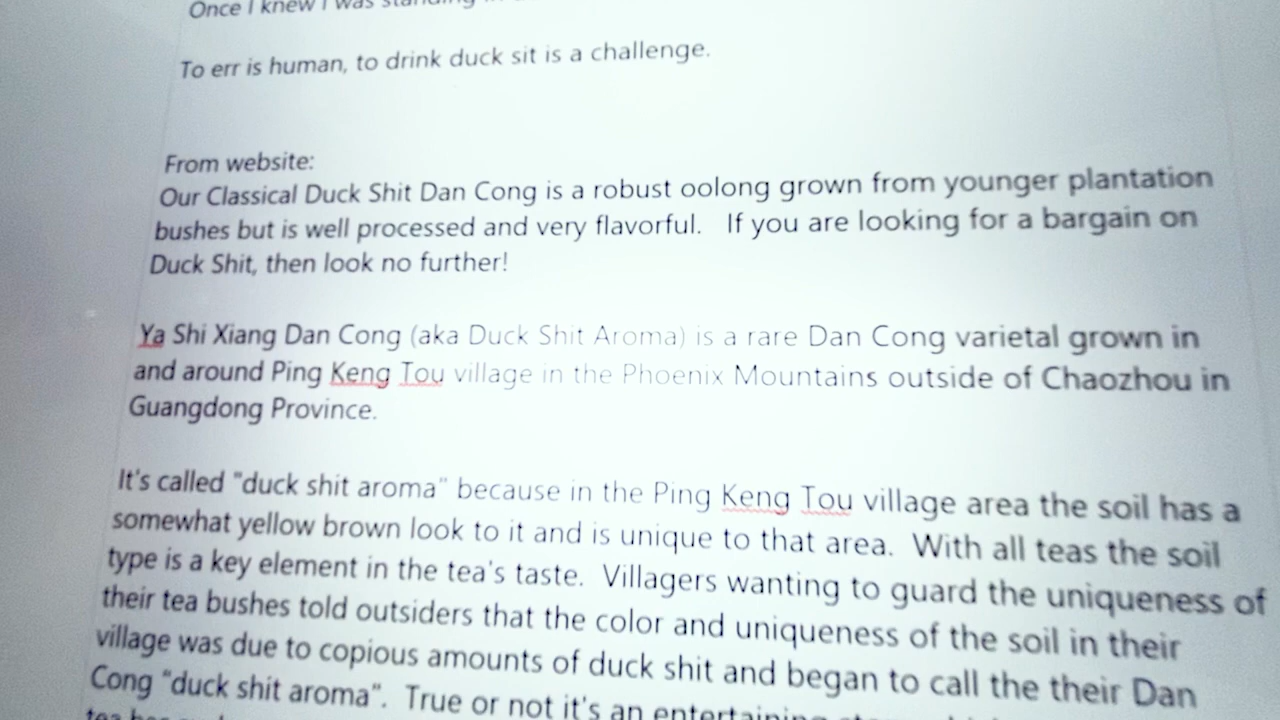 Once I knew I was standing in
To err is human, to drink duck sit is a challenge.
From website:
Our Classical Duck Shit Dan Cong is a robust oolong grown from younger plantation
bushes but is well processed and very flavorful. If you are looking for a bargain on
Duck Shit, then look no further!
Ya Shi Xiang Dan Cong (aka Duck Shit Aroma) is a rare Dan Cong varietal grown in
and around Ping Keng Tou village in the Phoenix Mountains outside of Chaozhou in
Guangdong Province.
It's called "duck shit aroma" because in the Ping Keng Tou village area the soil has a
somewhat yellow brown look to it and is unique to that area. With all teas the soil
type is a key element in the tea's taste. Villagers wanting to guard the uniqueness of
their tea bushes told outsiders that the color and uniqueness of the soil in their
village was due to copious amounts of duck shit and began to call the their Dan
Cong "duck shit aroma". True or not it's an entertaining